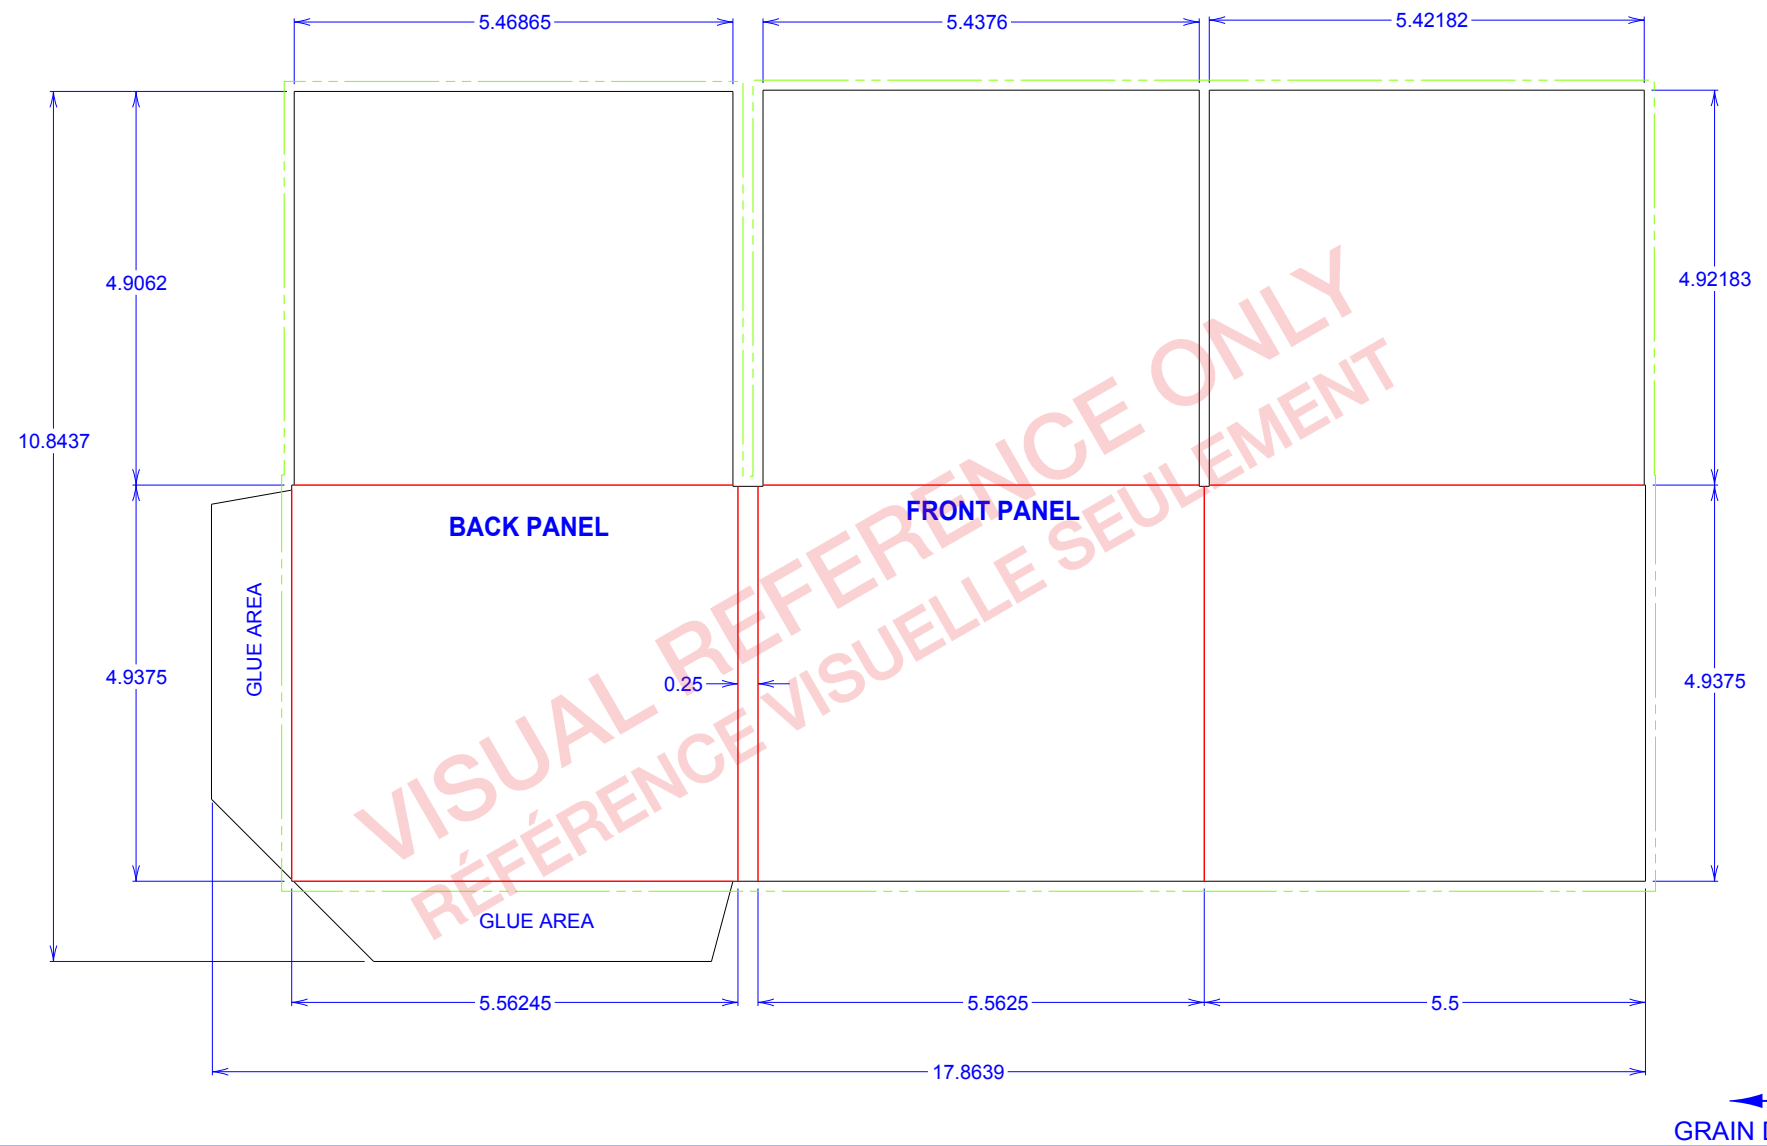 5.46865
5.4376
5.42182
4.9062
4.92183
10.8437
BACK PANEL
FRONT PANEL
VISUAL REFERENCE ONLY
RÉFÉRENCE VISUELLE SEULEMENT
GLUE AREA
4.9375
0.25
4.9375
GLUE AREA
5.56245
5.5625
5.5
17.8639
GRAIN